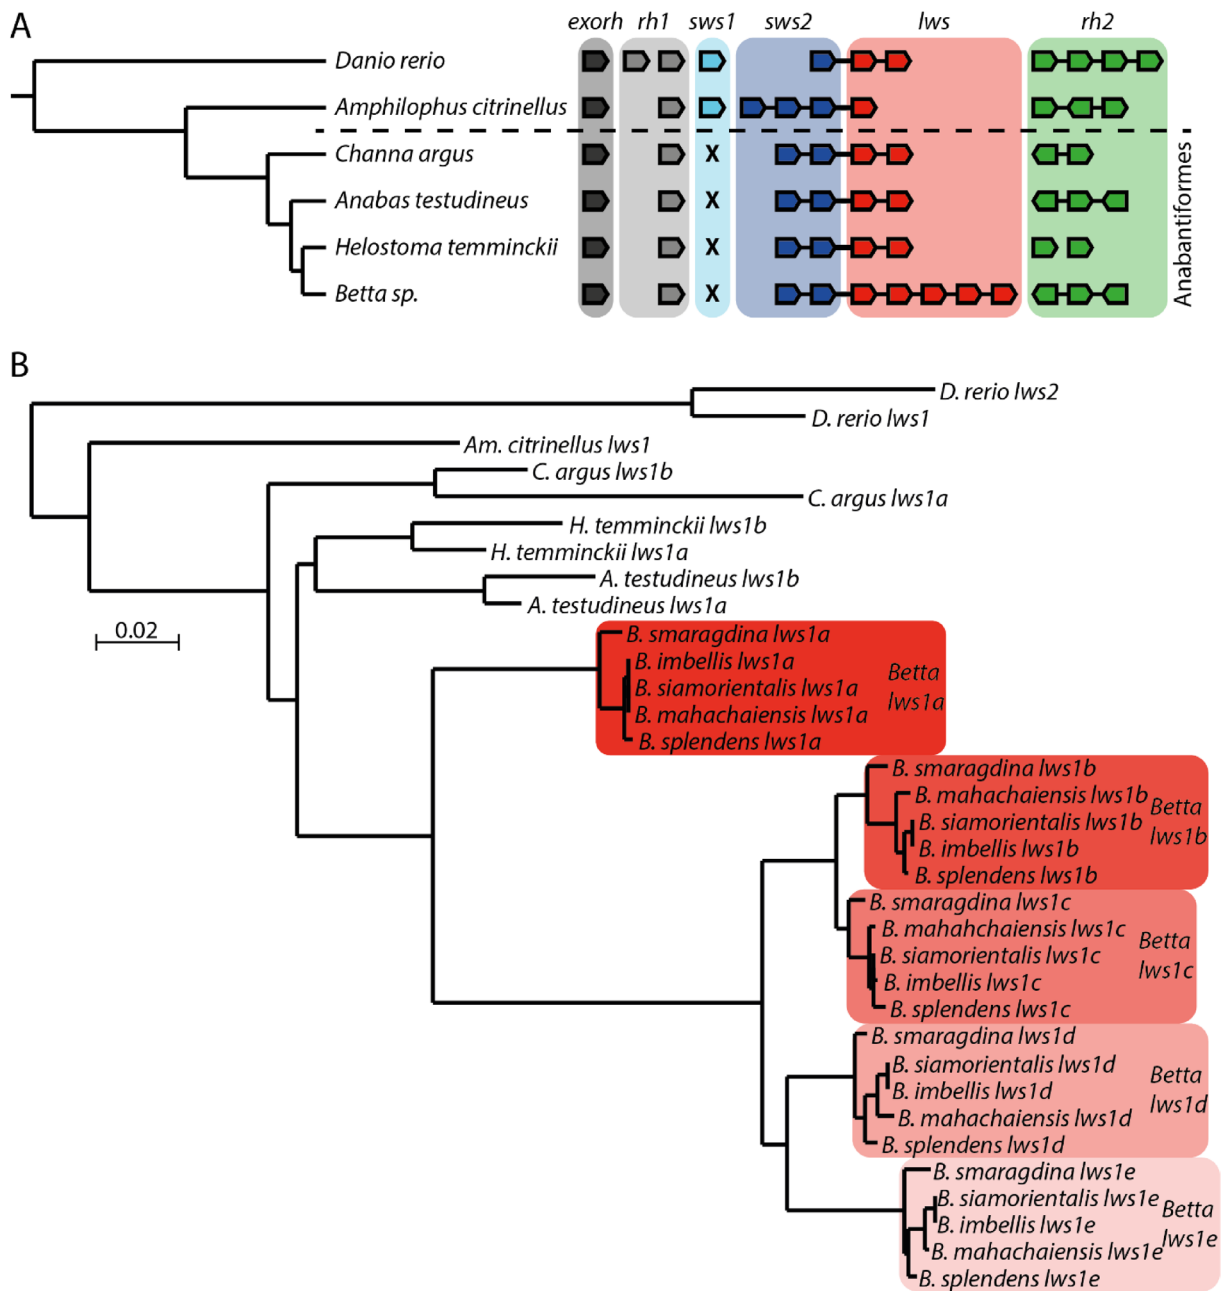 A
exorh rh1 sws1 sws2 lws rh2
Danio rerio
Amphilophus citrinellus
Channa argus
X
Anabas testudineus
X
Helostoma temminckii
X
Betta sp.
X
Anabantiformes
B
D. rerio lws2
D. rerio lws1
Am. citrinellus lws1
C. argus lws1b
C. argus lws1a
H. temminckii lws1b
H. temminckii lws1a
A. testudineus lws1b
A. testudineus lws1a
0.02
B. smaragdina lws1a
B. imbellis lws1a
B. siamorientalis lws1a
B. mahachaiensis lws1a
B. splendens lws1a
Betta
lws1a
B. smaragdina lws1b
B. mahachaiensis lws1b
B. siamorientalis lws1b
B. imbellis lws1b
B. splendens lws1b
Betta
lws1b
B. smaragdina lws1c
B. mahahchaiensis lws1c
B. siamorientalis lws1c
B. imbellis lws1c
B. splendens lws1c
Betta
lws1c
B. smaragdina lws1d
B. siamorientalis lws1d
B. imbellis lws1d
B. mahachaiensis lws1d
B. splendens lws1d
Betta
lws1d
B. smaragdina lws1e
B. siamorientalis lws1e
B. imbellis lws1e
B. mahachaiensis lws1e
B. splendens lws1e
Betta
lws1e